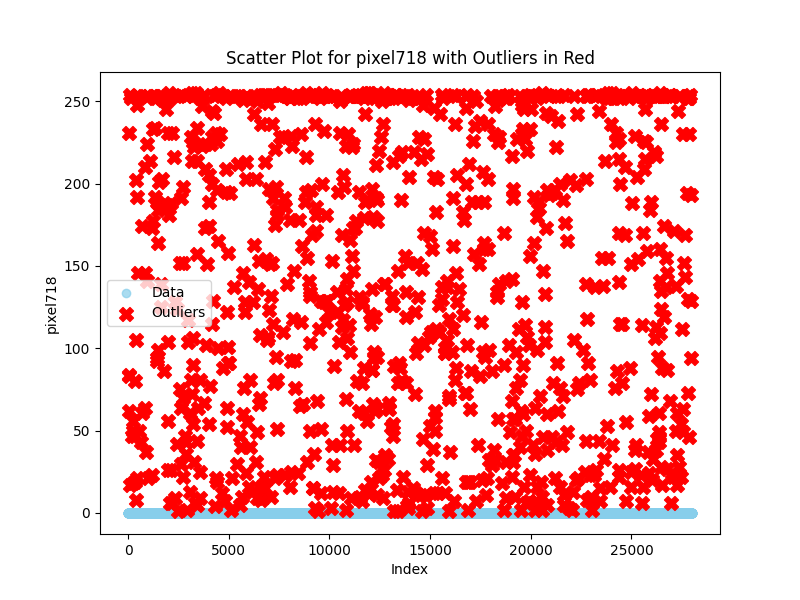 Scatter Plot for pixel718 with Outliers in Red
250
200
150
100
50
0
pixel718
Data
Outliers
0 5000 10000 15000 20000 25000
Index